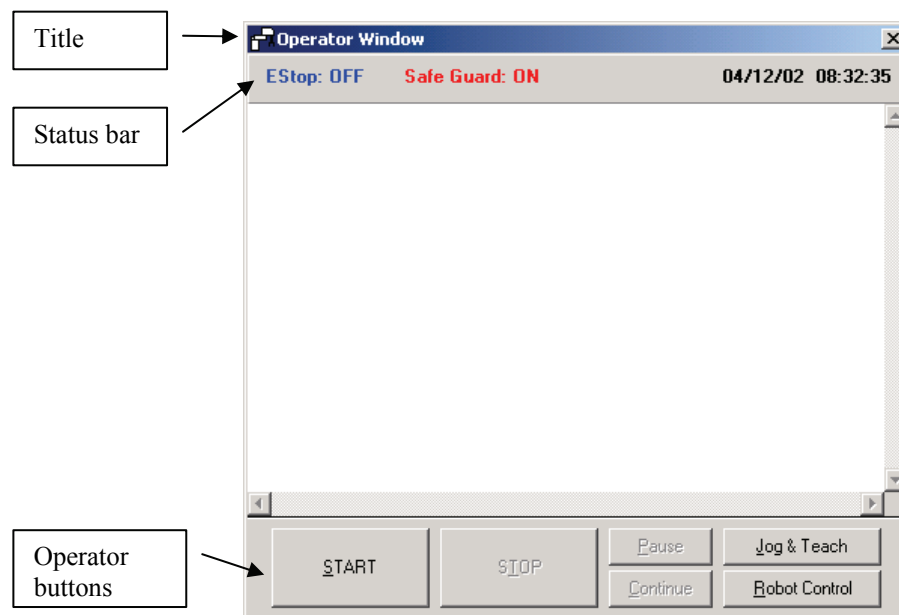 Title
Operator Window
EStop: OFF Safe Guard: ON 04/12/02 08:32:35
Status bar
Operator
buttons
START
STOP
Pause
Continue
Jog & Teach
Robot Control